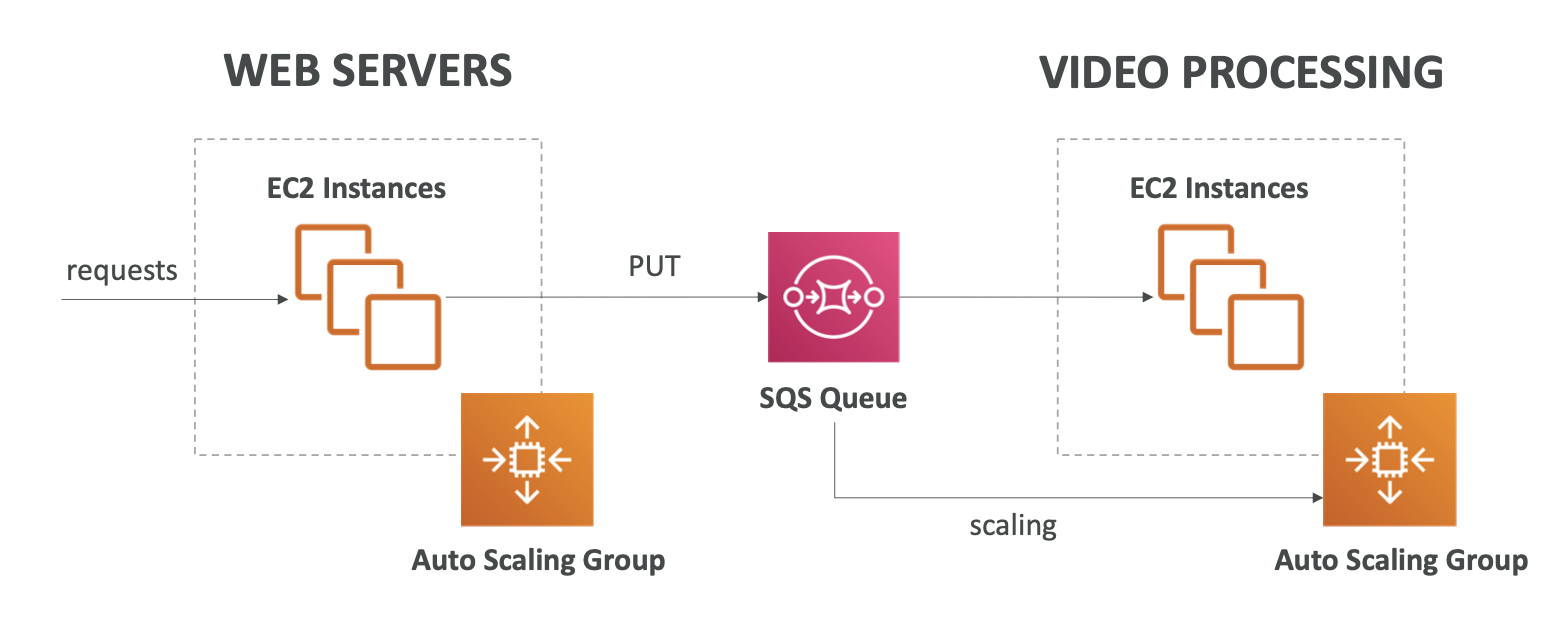 WEB SERVERS
VIDEO PROCESSING
EC2 Instances
EC2 Instances
requests
PUT
SQS Queue
scaling
Auto Scaling Group
Auto Scaling Group